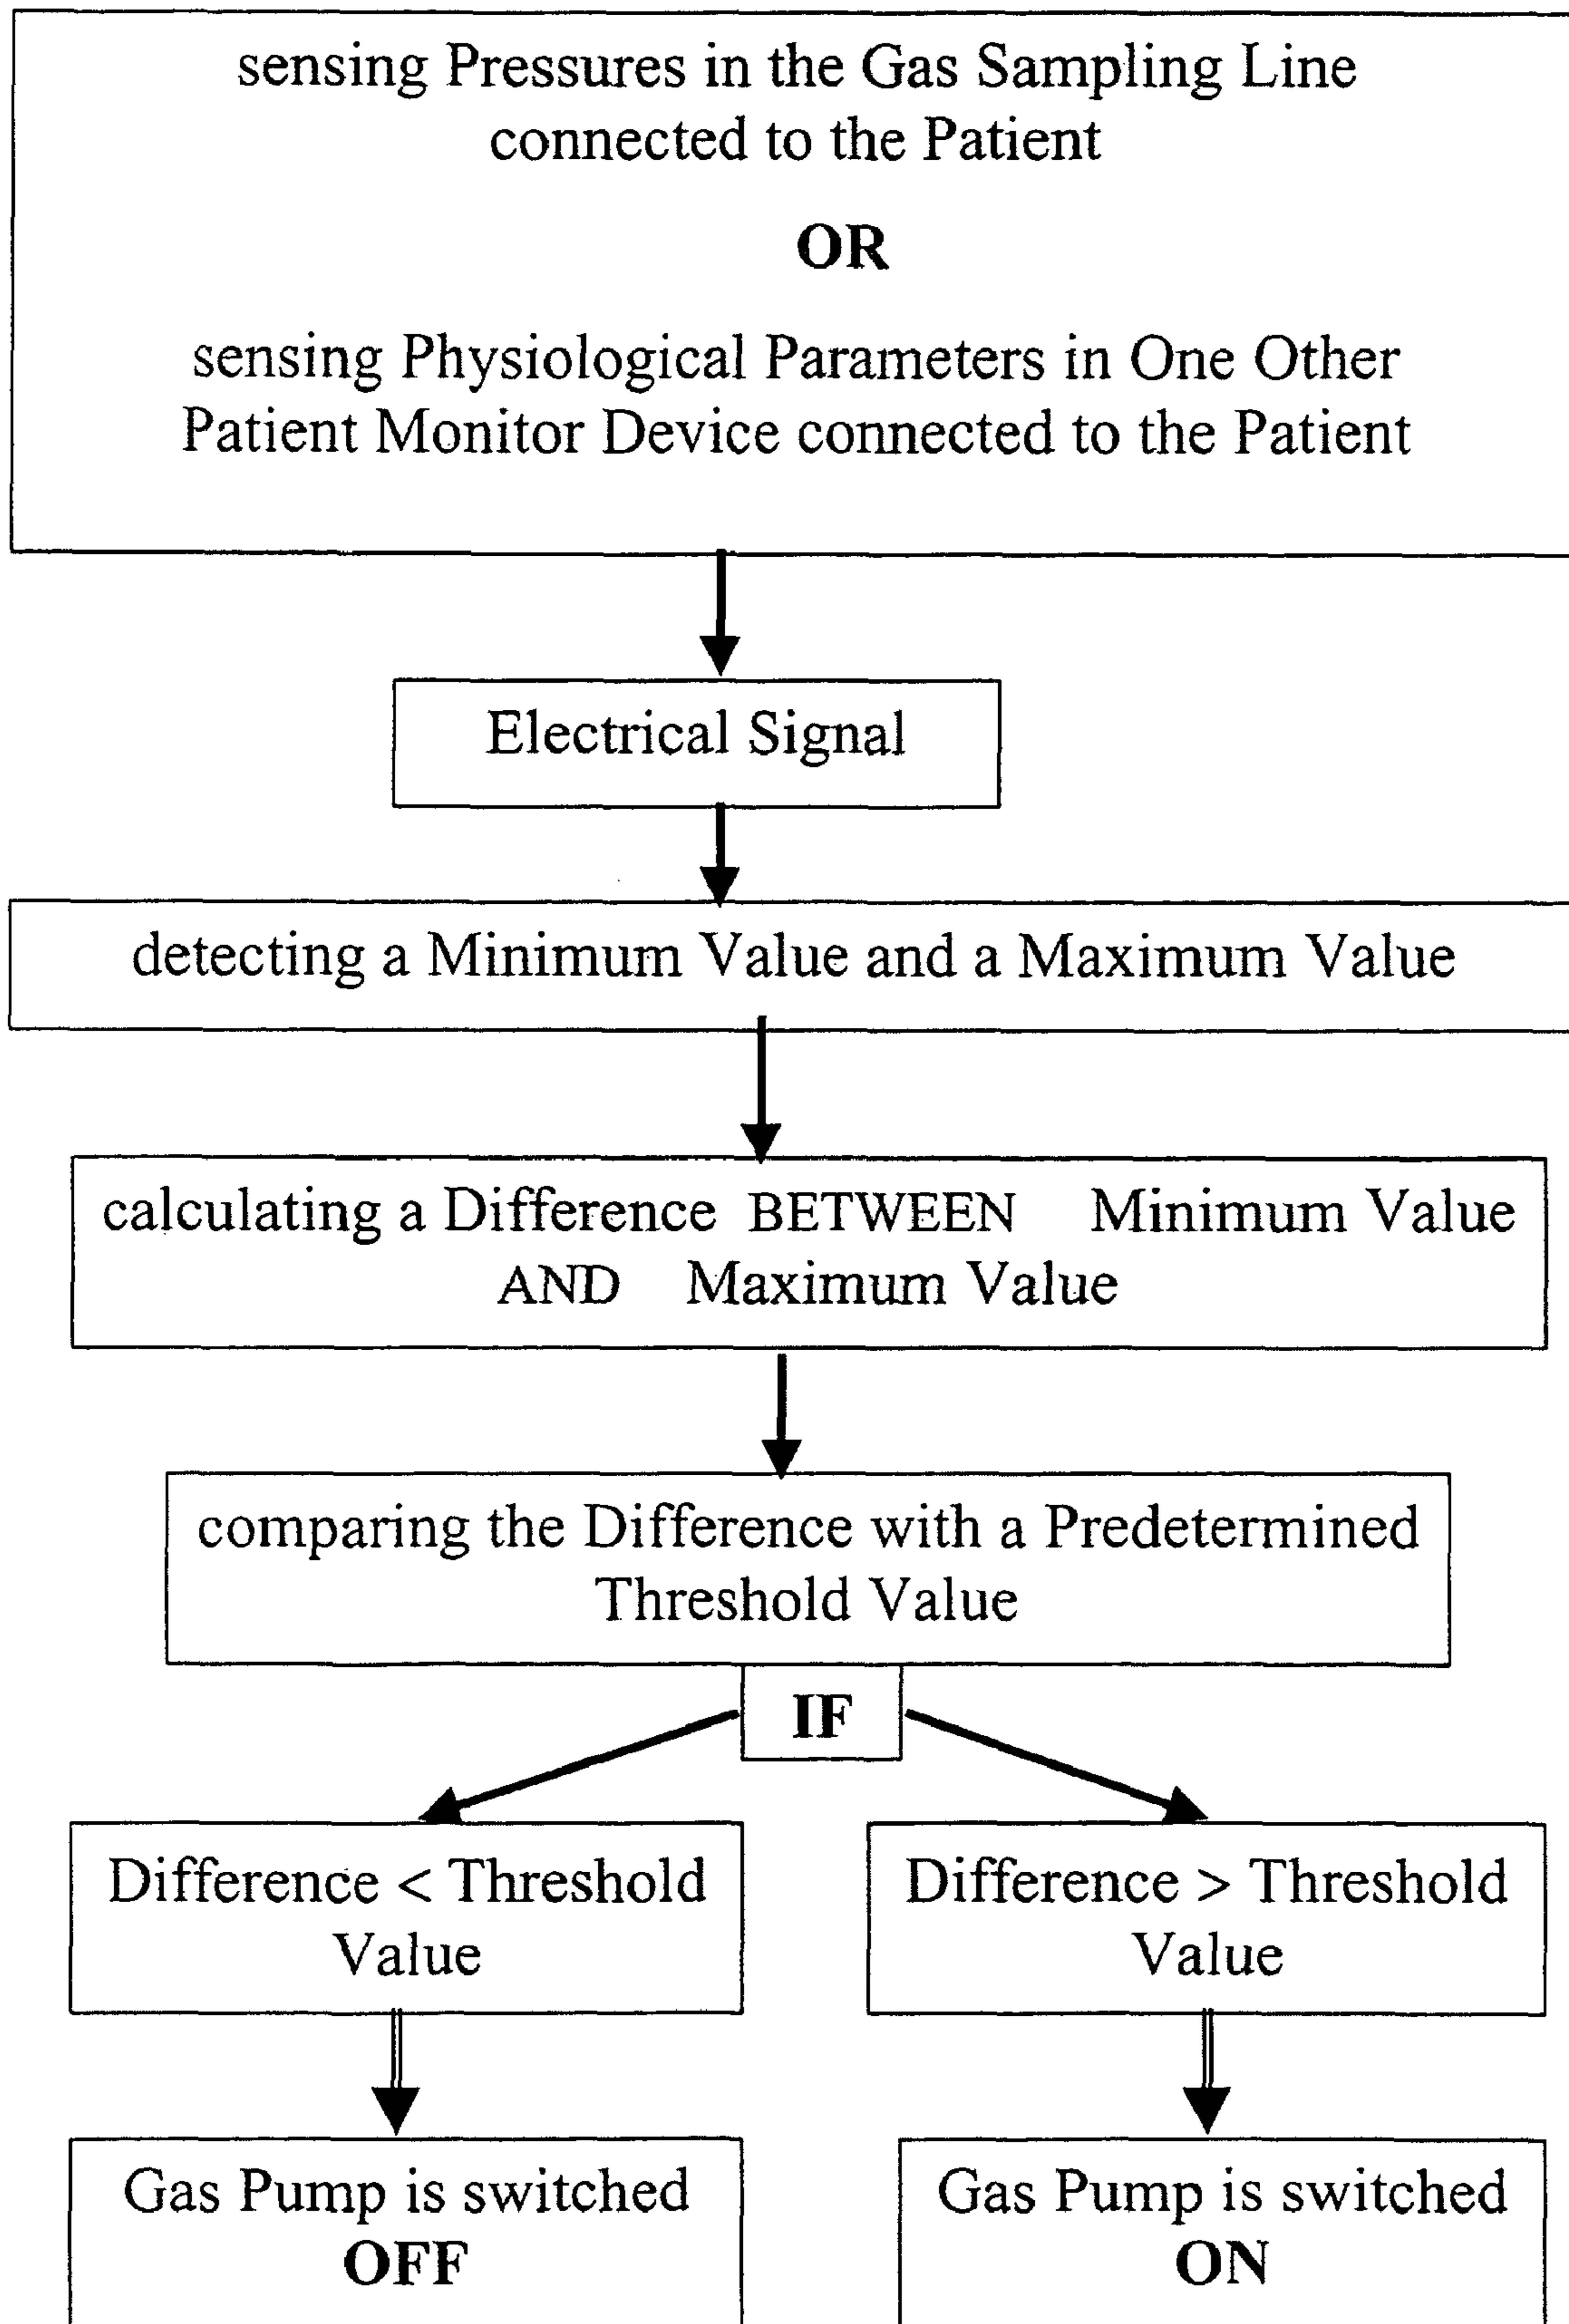 sensing Pressures in the Gas Sampling Line
connected to the Patient
OR
sensing Physiological Parameters in One Other
Patient Monitor Device connected to the Patient
Electrical Signal
detecting a Minimum Value and a Maximum Value
calculating a Difference BETWEEN Minimum Value
AND Maximum Value
comparing the Difference with a Predetermined
Threshold Value
IF
Difference < Threshold
Value
Difference > Threshold
Value
Gas Pump is switched
OFF
Gas Pump is switched
ON